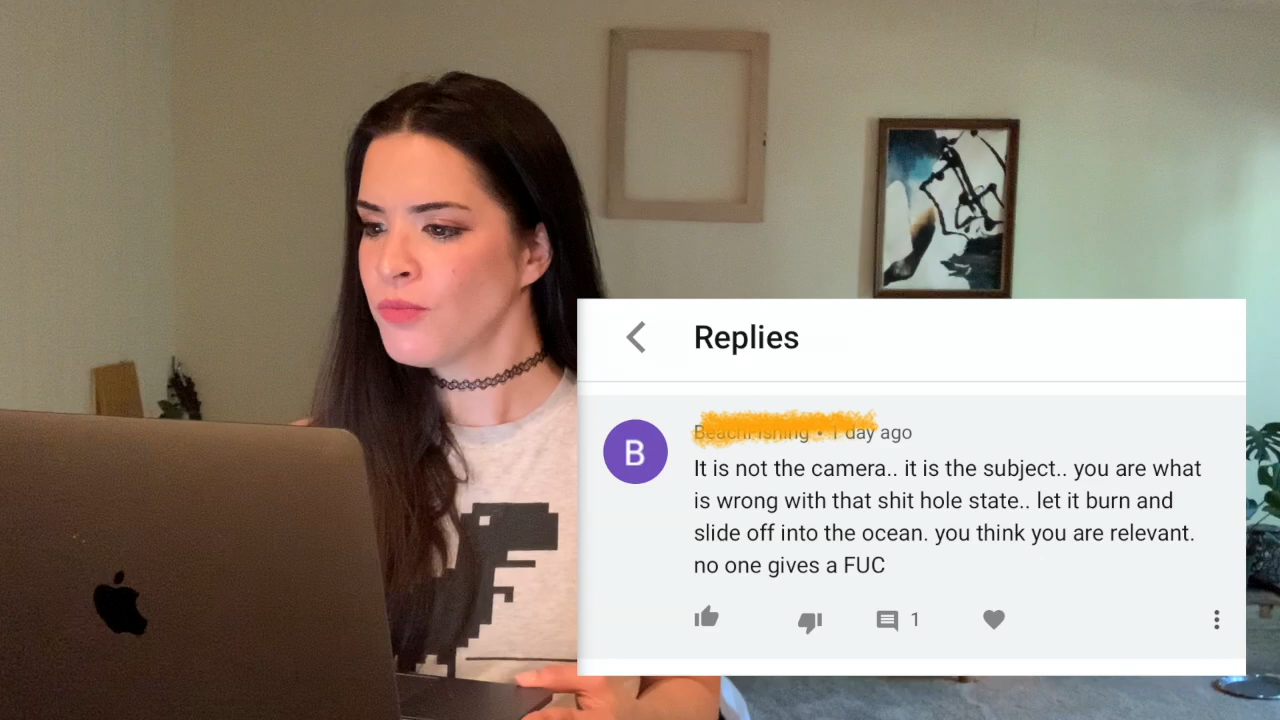 Replies
BeachFishing • 1 day ago
It is not the camera.. it is the subject.. you are what
is wrong with that shit hole state.. let it burn and
slide off into the ocean. you think you are relevant.
no one gives a FUC
1
B